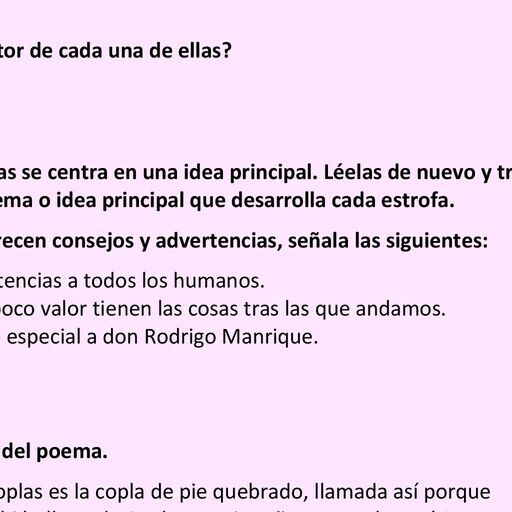 tor de cada una de ellas?
as se centra en una idea principal. Léelas de nuevo y tr
ema o idea principal que desarrolla cada estrofa.
recen consejos y advertencias, señala las siguientes:
tencias a todos los humanos.
poco valor tienen las cosas tras las que andamos.
especial a don Rodrigo Manrique.
del poema.
oplas es la copla de pie quebrado, llamada así porque